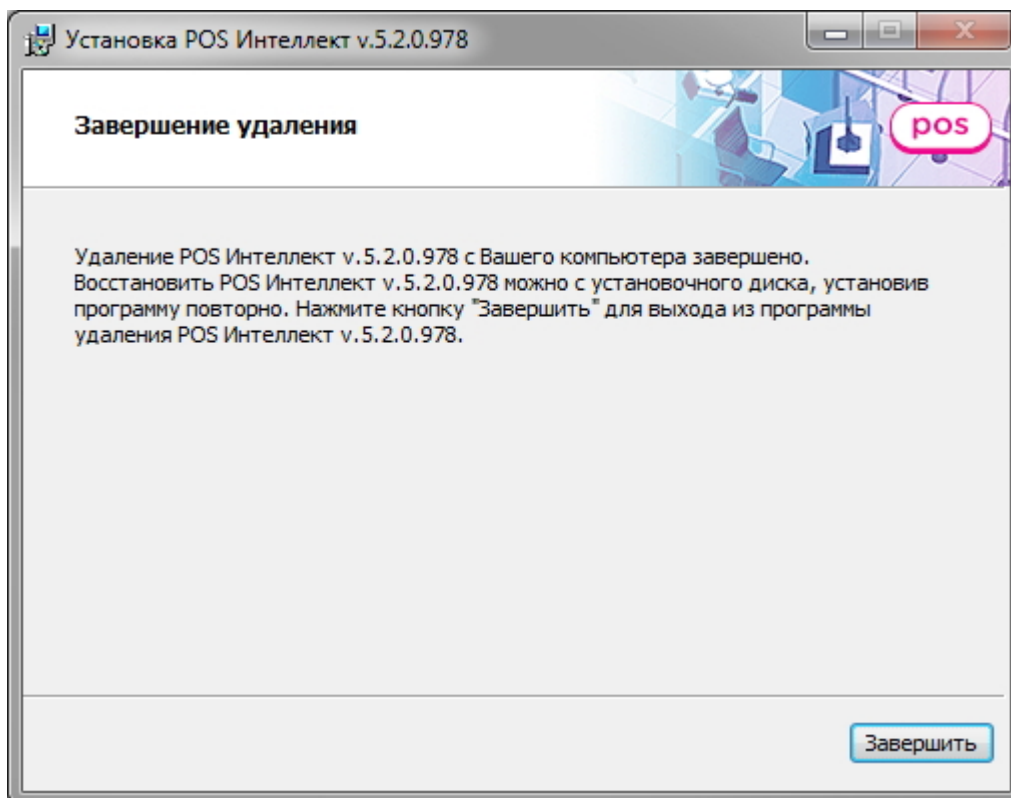 Установка POS Интеллект v.5.2.0.978
Завершение удаления
pos
Удаление POS Интеллект v.5.2.0.978 с Вашего компьютера завершено.
Восстановить POS Интеллект v.5.2.0.978 можно с установочного диска, установив
программу повторно. Нажмите кнопку "Завершить" для выхода из программы
удаления POS Интеллект v.5.2.0.978.
Завершить